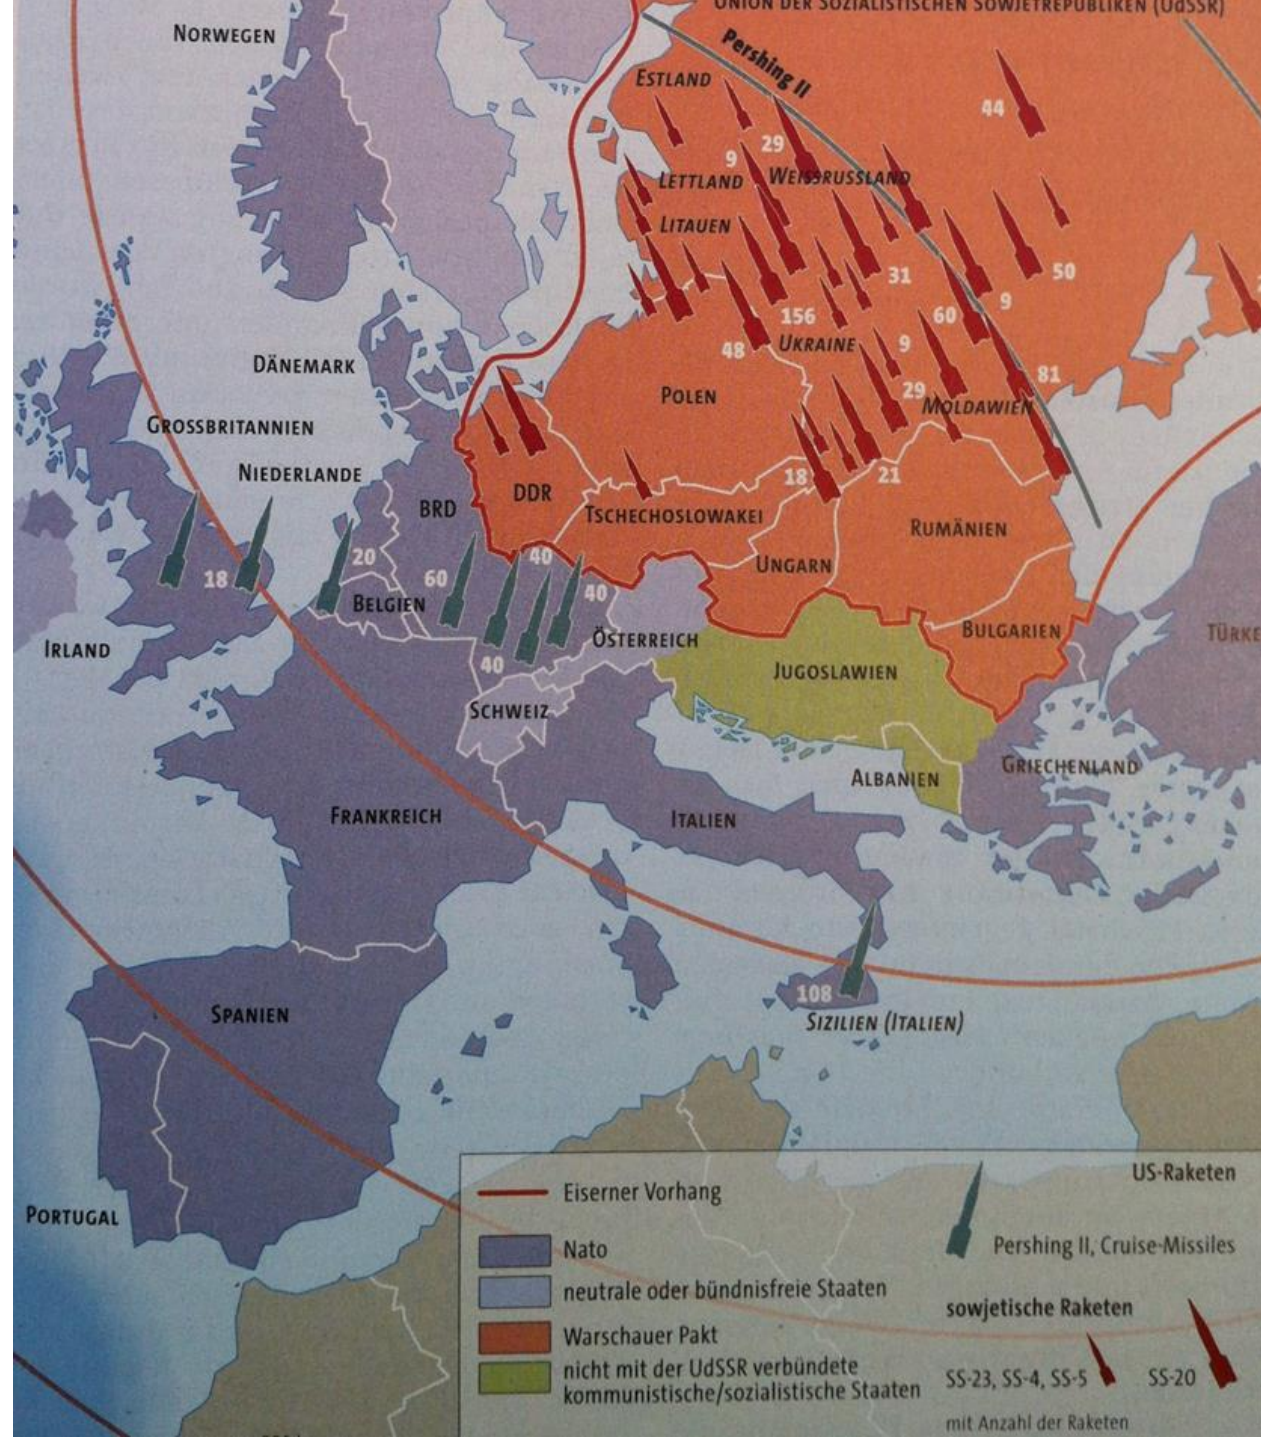 UNION DER SOZIALISTISCHEN SOWJETREPUBLIKEN (UdSSR)
NORWEGEN
Pershing II
ESTLAND
44
29
9
LETTLAND
WEISSRUSSLAND
LITAUEN
31
50
156
60
9
48
UKRAINE
9
DÄNEMARK
81
POLEN
29
MOLDAWIEN
GROSSBRITANNIEN
NIEDERLANDE
18
21
BRD
DDR
TSCHECHOSLOWAKEI
RUMÄNIEN
20
40
18
60
UNGARN
40
BELGIEN
BULGARIEN
TÜRKE
IRLAND
ÖSTERREICH
40
JUGOSLAWIEN
SCHWEIZ
GRIECHENLAND
ALBANIEN
FRANKREICH
ITALIEN
108
SPANIEN
SIZILIEN (ITALIEN)
PORTUGAL
Eiserner Vorhang
Nato
neutrale oder bündnisfreie Staaten
Warschauer Pakt
nicht mit der UdSSR verbündete
kommunistische/sozialistische Staaten
US-Raketen
Pershing II, Cruise-Missiles
sowjetische Raketen
SS-23, SS-4, SS-5
SS-20
mit Anzahl der Raketen